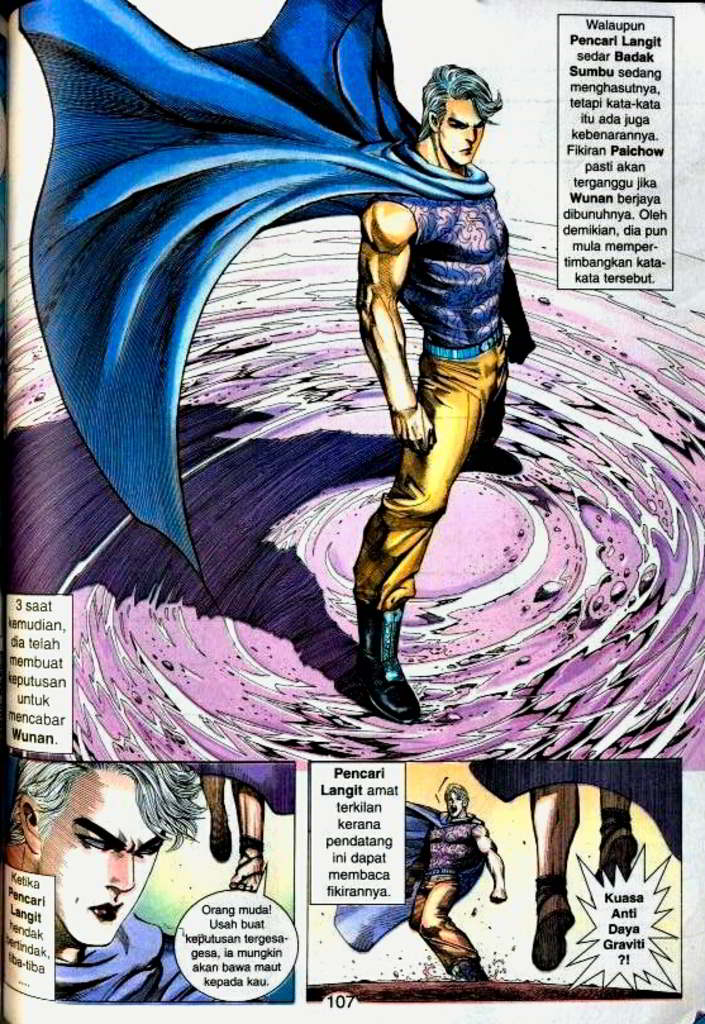 Walaupun
Pencari Langit
sedar Badak
Sumbu sedang
menghasutnya,
tetapi kata-kata
itu ada juga
kebenarannya.
Fikiran Paichow
pasti akan
terganggu jika
Wunan berjaya
dibunuhnya. Oleh
demikian, dia pun
mula memper-
timbangkan kata-
kata tersebut.
3 saat
kemudian,
dia telah
membuat
keputusan
untuk
mencabar
Wunan.
Ketika
Pencari
Langit
hendak
bertindak,
tiba-tiba
....
Orang muda!
Usah buat
keputusan tergesa-
gesa, ia mungkin
akan bawa maut
kepada kau.
Pencari
Langit amat
terkilan
kerana
pendatang
ini dapat
membaca
fikirannya.
Kuasa
Anti
Daya
Graviti
?!
107